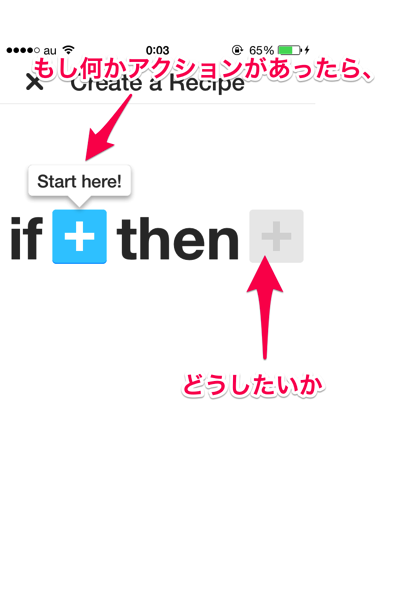 au 0:03 65%
もし何かアクションがあったら、
Create a Recipe
Start here!
if + then +
どうしたいか